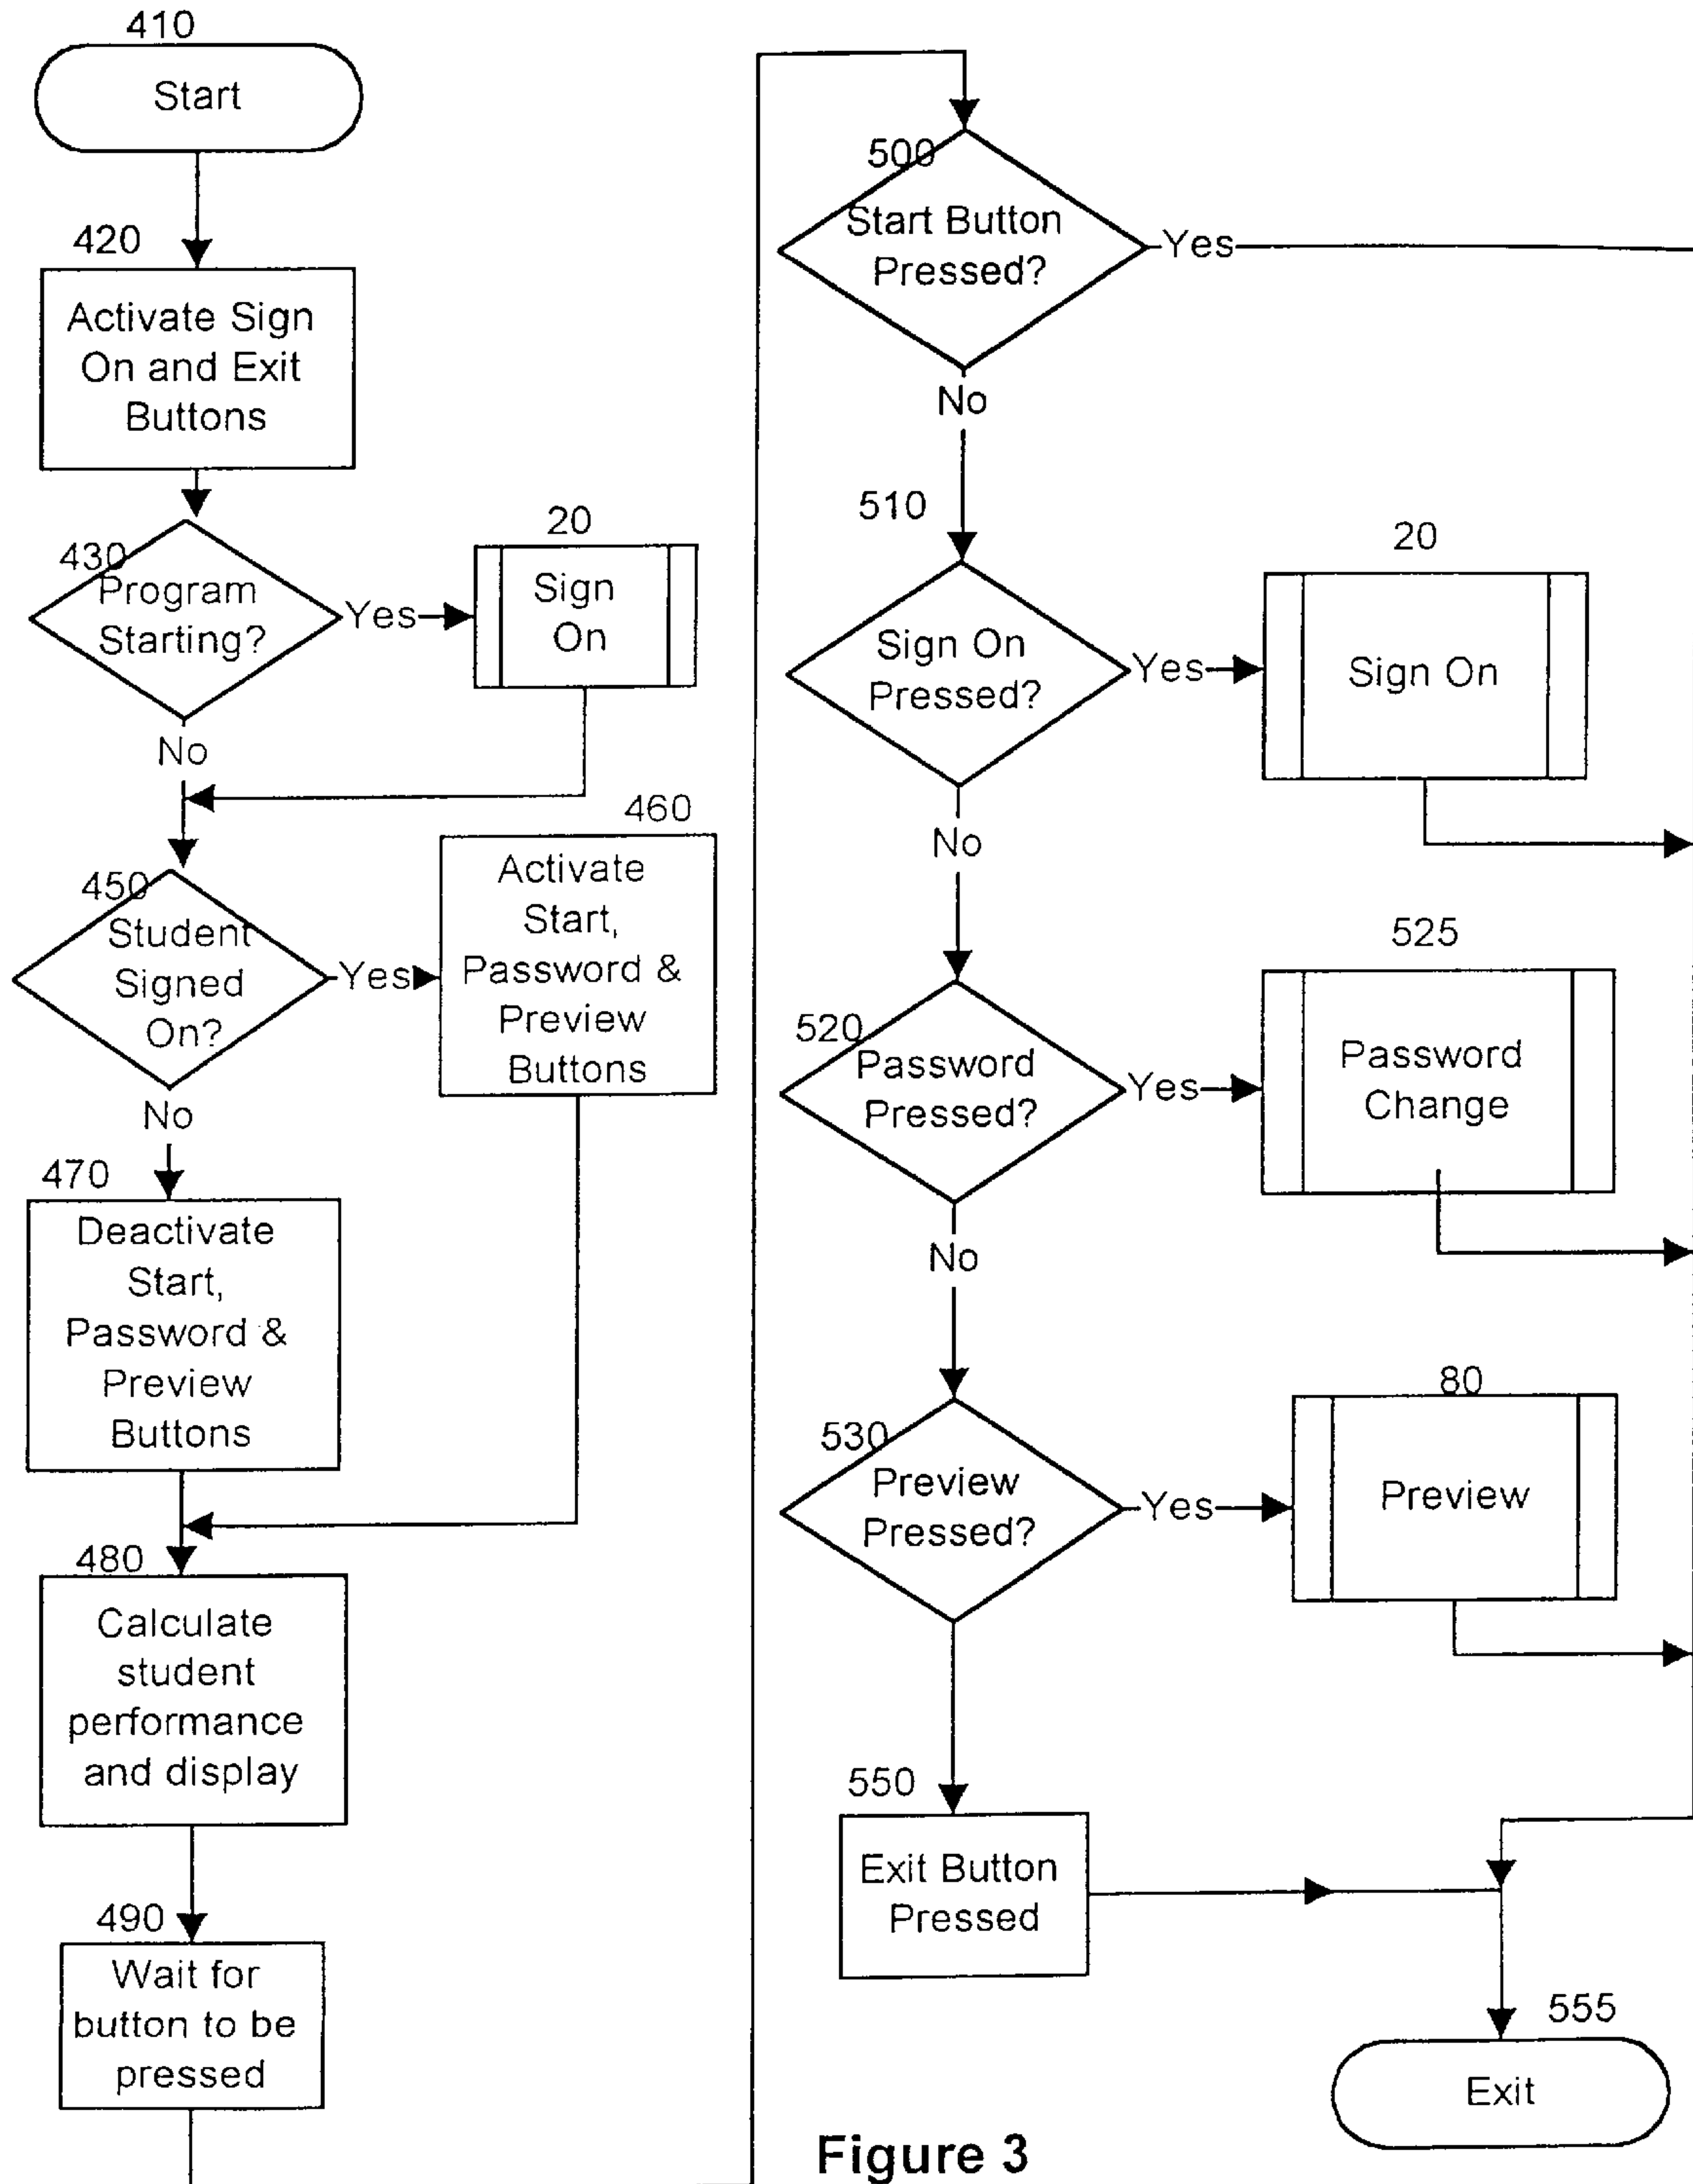 410
Start
420
Activate Sign
On and Exit
Buttons
430
Program
Starting?
Yes
20
Sign
On
No
450
Student
Signed
On?
Yes
460
Activate
Start,
Password &
Preview
Buttons
No
470
Deactivate
Start,
Password &
Preview
Buttons
480
Calculate
student
performance
and display
490
Wait for
button to be
pressed
500
Start Button
Pressed?
Yes
No
510
Sign On
Pressed?
Yes
20
Sign On
No
520
Password
Pressed?
Yes
525
Password
Change
No
530
Preview
Pressed?
Yes
80
Preview
550
Exit Button
Pressed
555
Exit
Figure 3